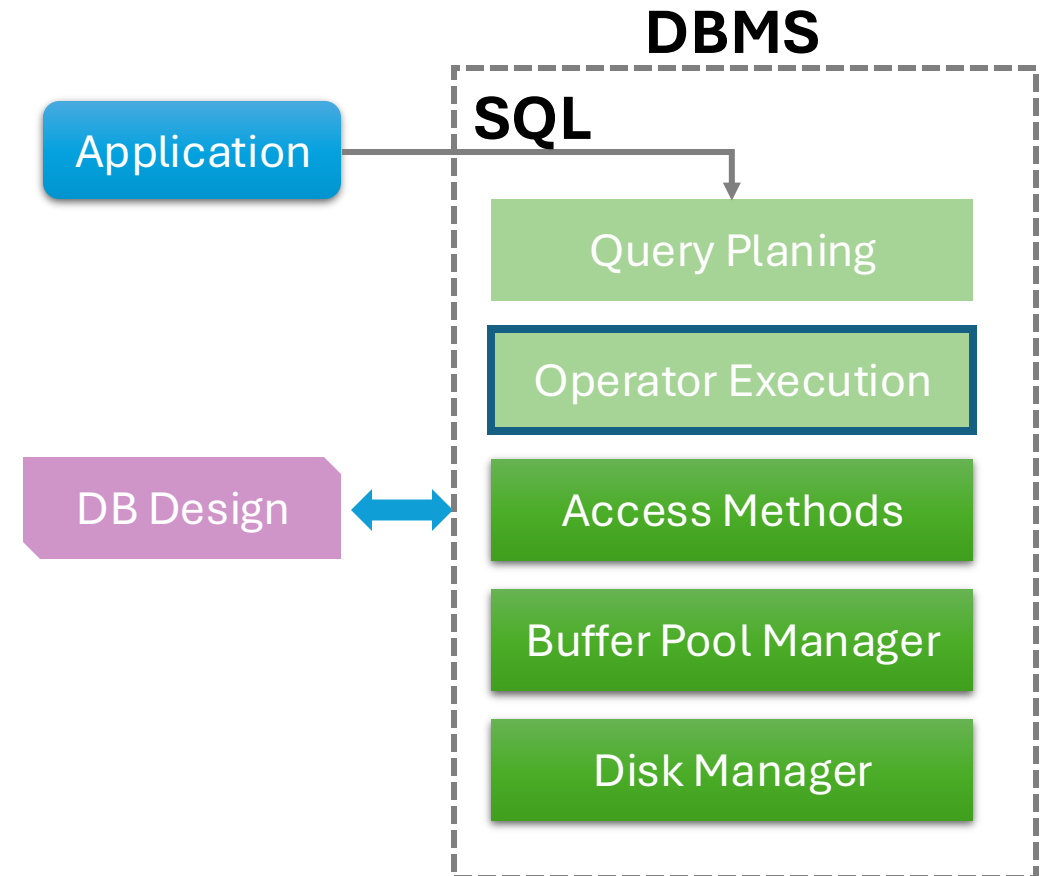 DBMS
SQL
Application
Query Planing
Operator Execution
DB Design
Access Methods
Buffer Pool Manager
Disk Manager